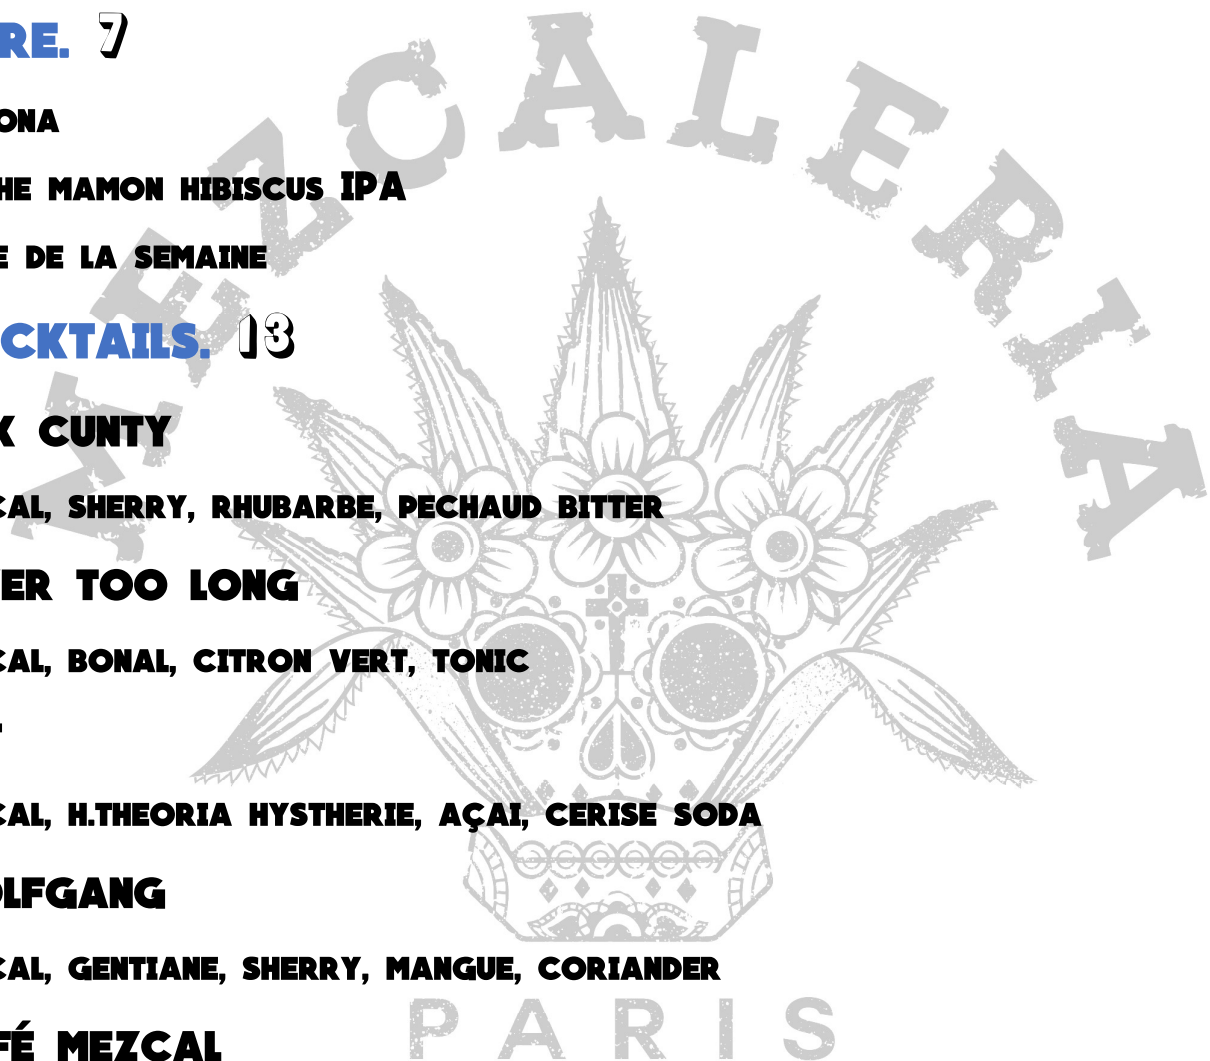 RE. 7
ONA
HE MAMON HIBISCUS IPA
E DE LA SEMAINE
CKTAILS. 13
X CUNTY
CAL, SHERRY, RHUBARBE, PECHAUD BITTER
ER TOO LONG
CAL, BONAL, CITRON VERT, TONIC
CAL, H.THEORIA HYSTHERIE, AÇAI, CERISE SODA
OLFGANG
CAL, GENTIANE, SHERRY, MANGUE, CORIANDER
FÉ MEZCAL
MEZCALERIA
PARIS